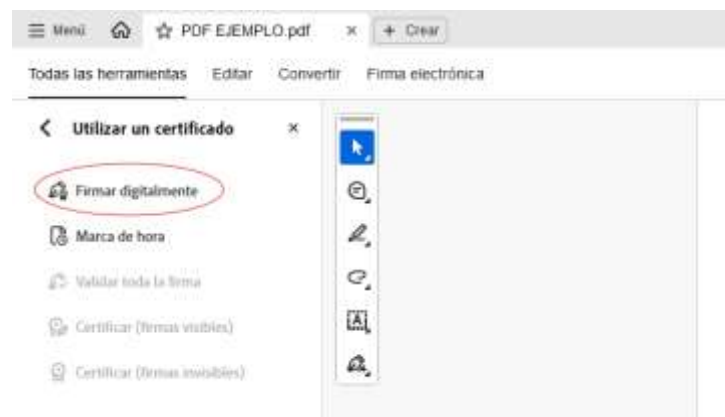 Menú PDF EJEMPLO.pdf × + Crear
Todas las herramientas Editar Convertir Firma electrónica
Utilizar un certificado ×
Firmar digitalmente
Marca de hora
Validar toda la firma
Certificar (firmas visibles)
Certificar (firmas invisibles)